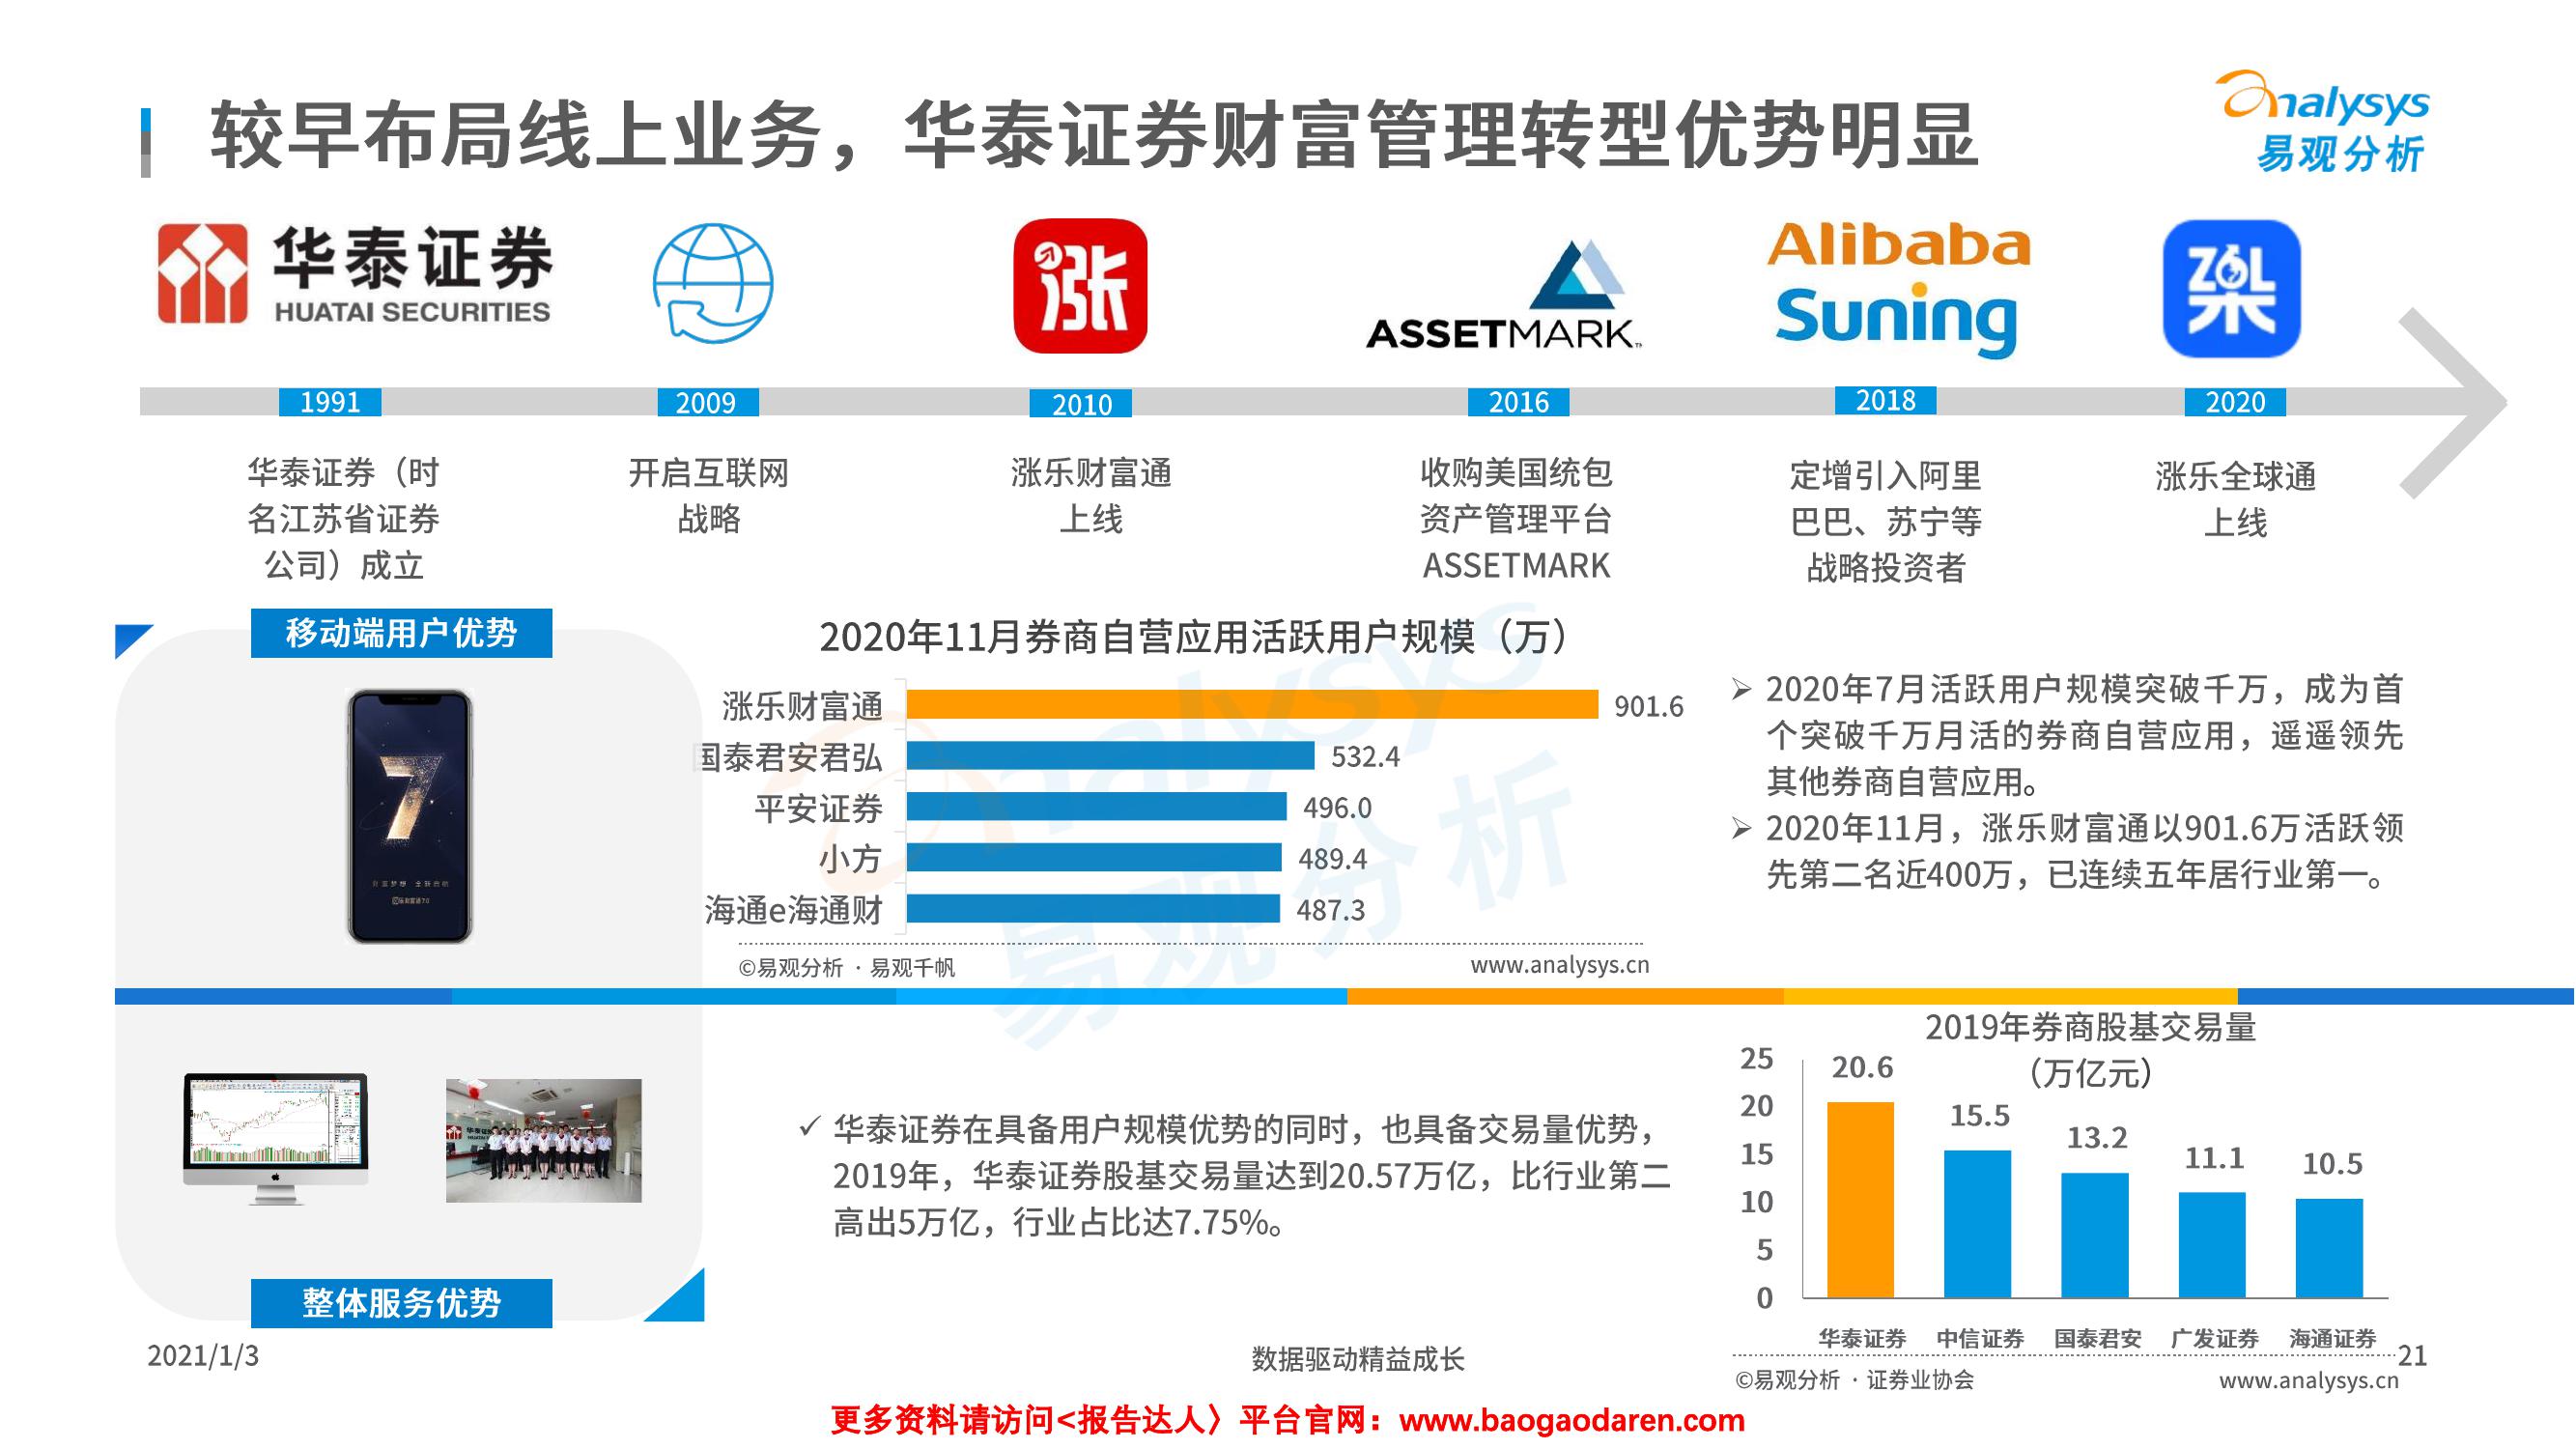 较早布局线上业务，华泰证券财富管理转型优势明显
analysys
易观分析
华泰证券
HUATAI SECURITIES
涨
ASSETMARK
Alibaba
Suning
1991
2009
2010
2016
2018
2020
华泰证券（时
名江苏省证券
公司）成立
开启互联网
战略
涨乐财富通
上线
收购美国统包
资产管理平台
ASSETMARK
定增引入阿里
巴巴、苏宁等
战略投资者
涨乐全球通
上线
移动端用户优势
7
2020年11月券商自营应用活跃用户规模（万）
涨乐财富通 901.6
国泰君安君弘 532.4
平安证券 496.0
小方 489.4
海通e海通财 487.3
©易观分析 · 易观千帆 www.analysys.cn
➢ 2020年7月活跃用户规模突破千万，成为首
个突破千万月活的券商自营应用，遥遥领先
其他券商自营应用。
➢ 2020年11月，涨乐财富通以901.6万活跃领
先第二名近400万，已连续五年居行业第一。
整体服务优势
✓ 华泰证券在具备用户规模优势的同时，也具备交易量优势，
2019年，华泰证券股基交易量达到20.57万亿，比行业第二
高出5万亿，行业占比达7.75%。
2019年券商股基交易量
（万亿元）
25
20
15
10
5
0
20.6
15.5
13.2
11.1
10.5
华泰证券 中信证券 国泰君安 广发证券 海通证券
©易观分析 · 证券业协会 www.analysys.cn
2021/1/3
数据驱动精益成长
21
更多资料请访问<报告达人〉平台官网：www.baogaodaren.com